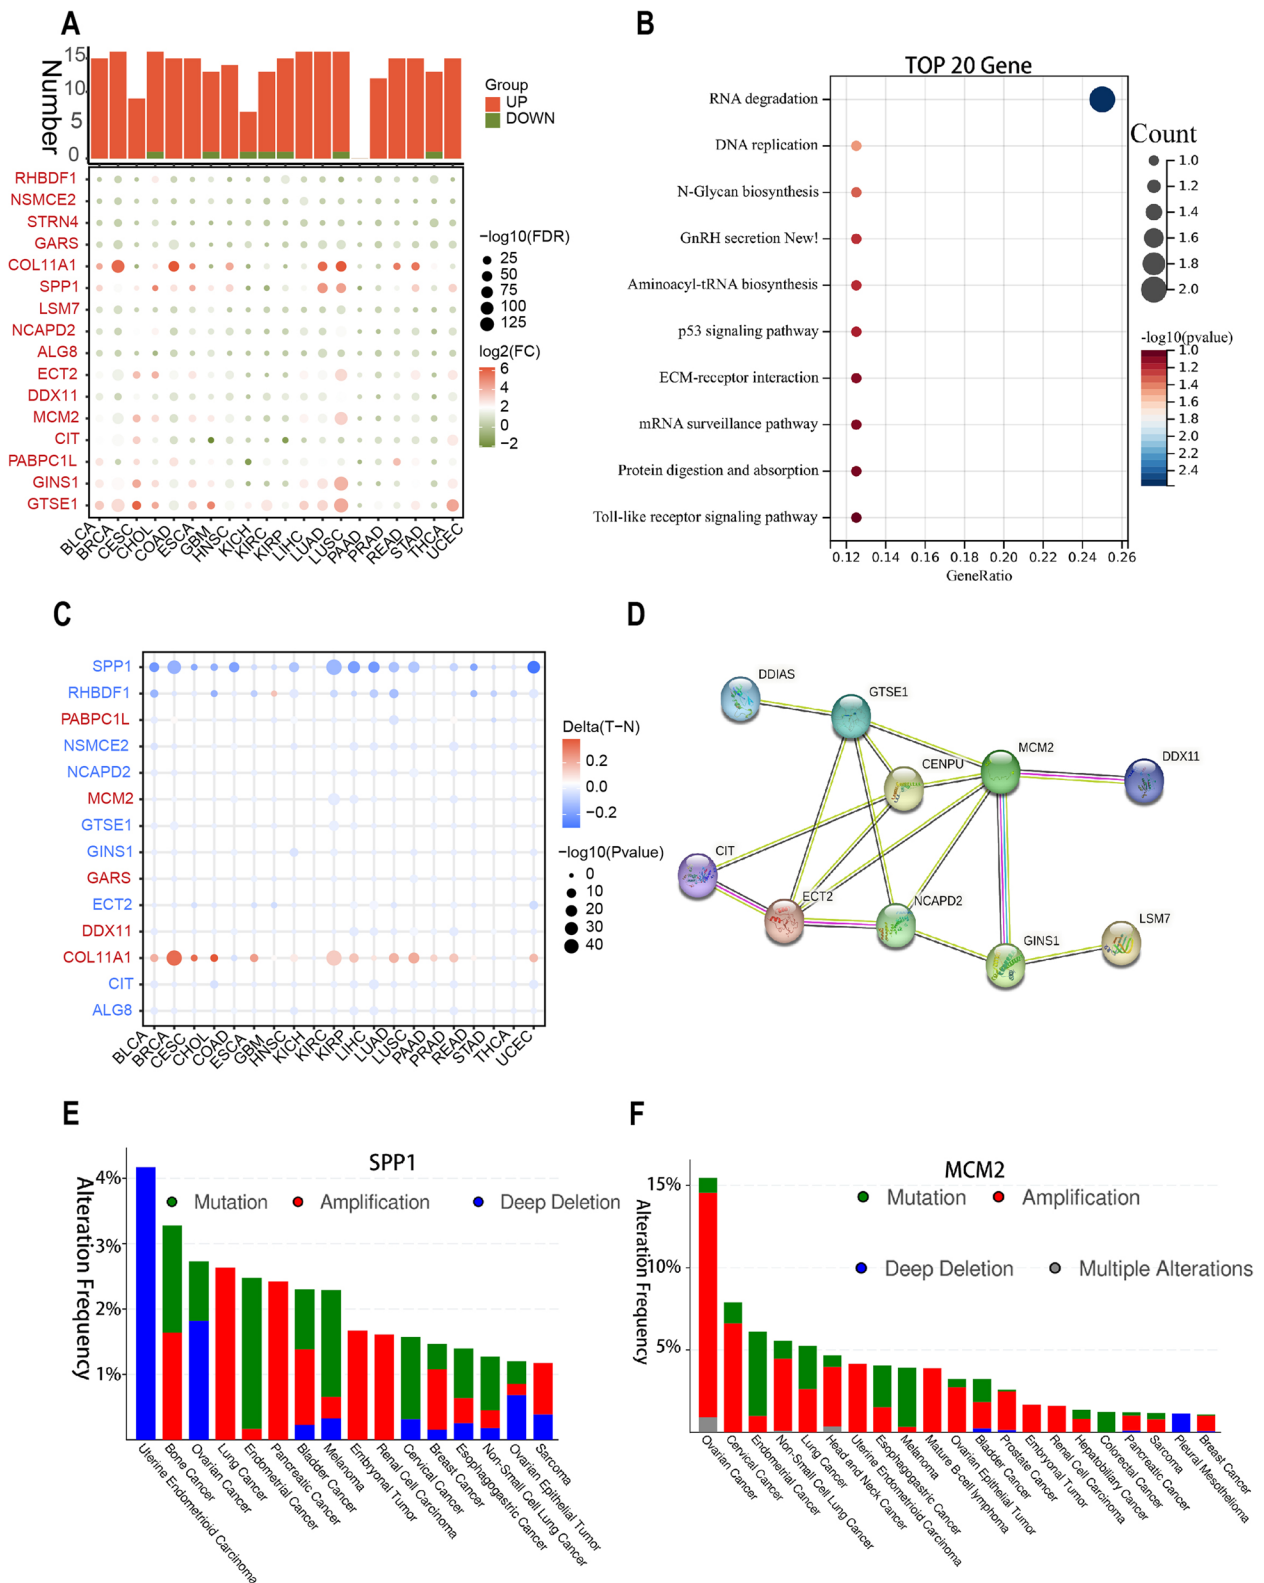 A
Number
15
10
5
0
Group
UP
DOWN
RHBDF1
NSMCE2
STRN4
GARS
COL11A1
SPP1
LSM7
NCAPD2
ALG8
ECT2
DDX11
MCM2
CIT
PABPC1L
GINS1
GTSE1
−log10(FDR)
25
50
75
100
125
log2(FC)
6
4
2
0
−2
BLCA
BRCA
CESC
CHOL
COAD
ESCA
GBM
HNSC
KICH
KIRC
KIRP
LIHC
LUAD
LUSC
PAAD
PRAD
READ
STAD
THCA
UCEC
B
TOP 20 Gene
RNA degradation
DNA replication
N-Glycan biosynthesis
GnRH secretion New!
Aminoacyl-tRNA biosynthesis
p53 signaling pathway
ECM-receptor interaction
mRNA surveillance pathway
Protein digestion and absorption
Toll-like receptor signaling pathway
0.12 0.14 0.16 0.18 0.20 0.22 0.24 0.26
GeneRatio
Count
1.0
1.2
1.4
1.6
1.8
2.0
-log10(pvalue)
1.0
1.2
1.4
1.6
1.8
2.0
2.2
2.4
C
SPP1
RHBDF1
PABPC1L
NSMCE2
NCAPD2
MCM2
GTSE1
GINS1
GARS
ECT2
DDX11
COL11A1
CIT
ALG8
Delta(T−N)
0.2
0.0
−0.2
−log10(Pvalue)
0
10
20
30
40
BLCA
BRCA
CESC
CHOL
COAD
ESCA
GBM
HNSC
KICH
KIRC
KIRP
LIHC
LUAD
LUSC
PAAD
PRAD
READ
STAD
THCA
UCEC
D
DDIAS
GTSE1
MCM2
CENPU
DDX11
CIT
ECT2
NCAPD2
GINS1
LSM7
E
SPP1
Mutation
Amplification
Deep Deletion
Alteration Frequency
4%
3%
2%
1%
Uterine Endometrioid Carcinoma
Bone Cancer
Ovarian Cancer
Lung Cancer
Endometrial Cancer
Pancreatic Cancer
Bladder Cancer
Melanoma
Embryonal Tumor
Renal Cell Carcinoma
Cervical Cancer
Breast Cancer
Esophagogastric Cancer
Non-Small Cell Lung Cancer
Ovarian Epithelial Tumor
Sarcoma
F
MCM2
Mutation
Amplification
Deep Deletion
Multiple Alterations
Alteration Frequency
15%
10%
5%
Ovarian Cancer
Cervical Cancer
Endometrial Cancer
Non-Small Cell Lung Cancer
Lung Cancer
Head and Neck Cancer
Uterine Endometrioid Carcinoma
Esophagogastric Cancer
Melanoma
Mature B-cell lymphoma
Ovarian Epithelial Tumor
Bladder Cancer
Prostate Cancer
Embryonal Tumor
Renal Cell Carcinoma
Hepatobiliary Cancer
Colorectal Cancer
Pancreatic Cancer
Sarcoma
Pleural Mesothelioma
Breast Cancer